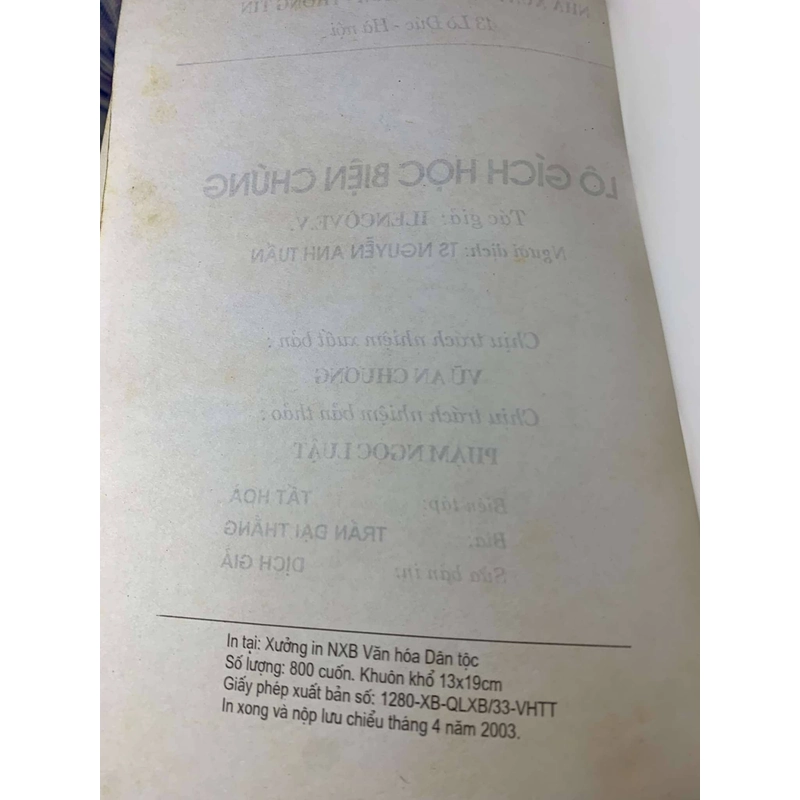 THÔNG TIN
43 Lò Đúc - Hà nội
LÔ GÍCH HỌC BIỆN CHỨNG
Tác giả: ILENCÔVE.V.
Người dịch: TS NGUYỄN ANH TUẤN
Chịu trách nhiệm xuất bản:
VŨ AN CHƯƠNG
Chịu trách nhiệm bản thảo:
PHẠM NGỌC LUẬT
Biên tập: TẤT HOÀ
Bìa: TRẦN ĐẠI THẮNG
Sửa bản in: DỊCH GIẢ
In tại: Xưởng in NXB Văn hóa Dân tộc
Số lượng: 800 cuốn. Khuôn khổ 13x19cm
Giấy phép xuất bản số: 1280-XB-QLXB/33-VHTT
In xong và nộp lưu chiểu tháng 4 năm 2003.